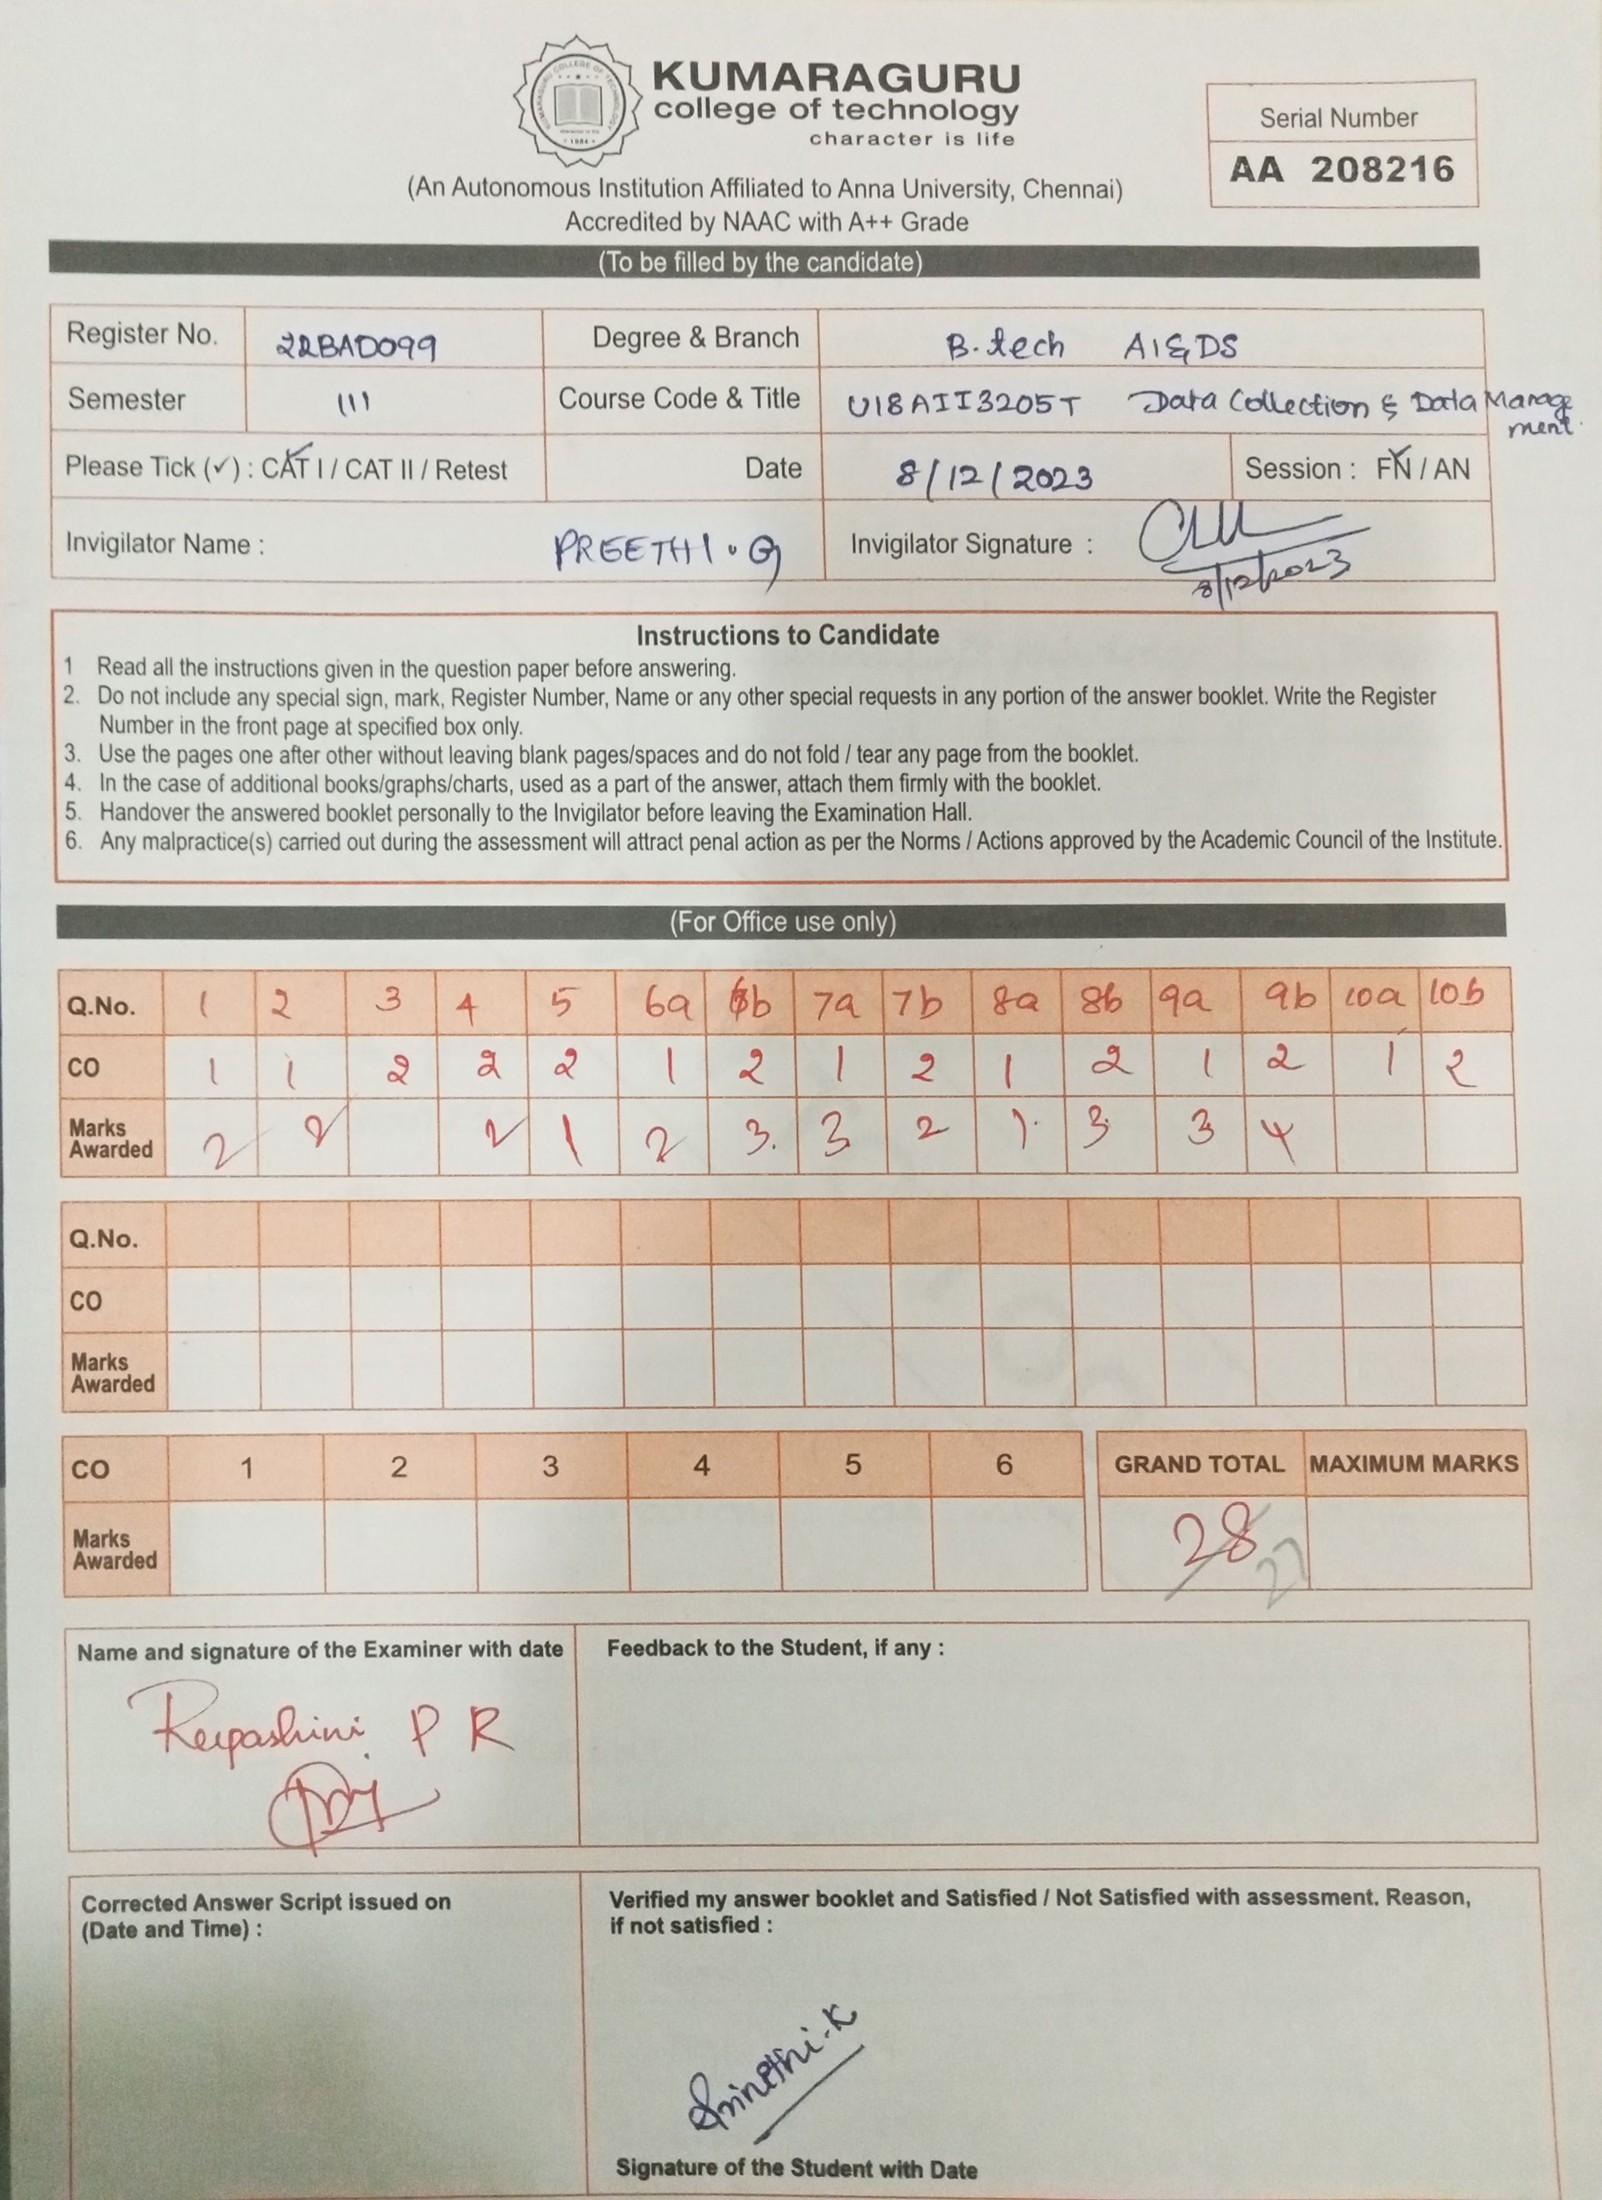 KUMARAGURU
college of technology
character is life
Serial Number
AA 208216
(An Autonomous Institution Affiliated to Anna University, Chennai)
Accredited by NAAC with A++ Grade
(To be filled by the candidate)
Register No. 22BAD099 Degree & Branch B.tech AI&DS
Semester III Course Code & Title U18AII3205T Data Collection & Data Manage
ment.
Please Tick (✓) : CAT I / CAT II / Retest Date 8/12/2023 Session : FN / AN
Invigilator Name : PREETHI.G Invigilator Signature :
8/12/2023
Instructions to Candidate
1 Read all the instructions given in the question paper before answering.
2. Do not include any special sign, mark, Register Number, Name or any other special requests in any portion of the answer booklet. Write the Register
Number in the front page at specified box only.
3. Use the pages one after other without leaving blank pages/spaces and do not fold / tear any page from the booklet.
4. In the case of additional books/graphs/charts, used as a part of the answer, attach them firmly with the booklet.
5. Handover the answered booklet personally to the Invigilator before leaving the Examination Hall.
6. Any malpractice(s) carried out during the assessment will attract penal action as per the Norms / Actions approved by the Academic Council of the Institute.
(For Office use only)
Q.No. 1 2 3 4 5 6a 6b 7a 7b 8a 8b 9a 9b 10a 10b
CO 1 1 2 2 2 1 2 1 2 1 2 1 2 1 2
Marks
Awarded 2 2 2 1 2 3. 3 2 1. 3 3 4
Q.No.
CO
Marks
Awarded
CO 1 2 3 4 5 6 GRAND TOTAL MAXIMUM MARKS
Marks
Awarded 28 27
Name and signature of the Examiner with date
P R
Feedback to the Student, if any :
Corrected Answer Script issued on
(Date and Time) :
Verified my answer booklet and Satisfied / Not Satisfied with assessment. Reason,
if not satisfied :
Srinethi.K
Signature of the Student with Date